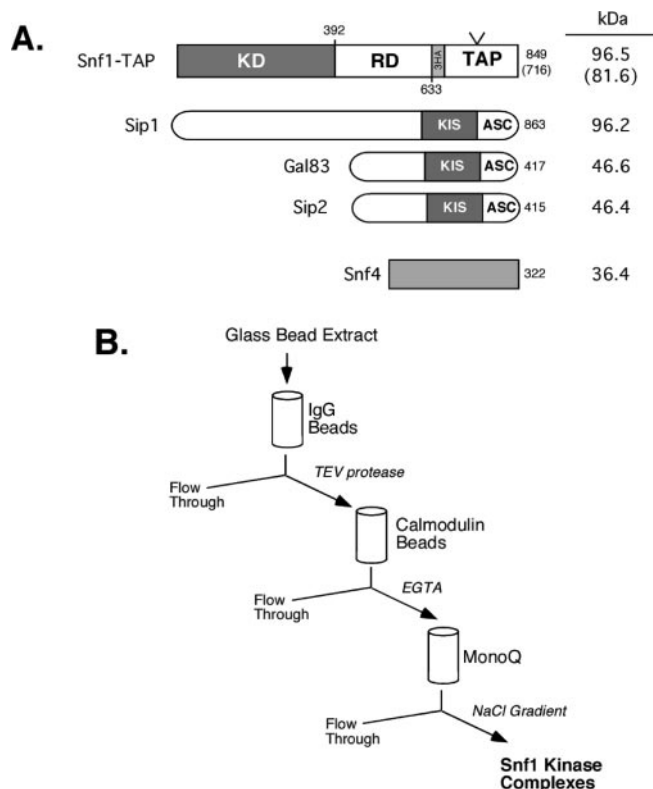 A.
kDa
392
Snf1-TAP
KD
RD
3HA
TAP
849
(716)
96.5
(81.6)
633
Sip1
KIS
ASC
863
96.2
Gal83
KIS
ASC
417
46.6
Sip2
KIS
ASC
415
46.4
Snf4
322
36.4
B.
Glass Bead Extract
IgG
Beads
TEV protease
Flow
Through
Calmodulin
Beads
EGTA
Flow
Through
MonoQ
NaCl Gradient
Flow
Through
Snf1 Kinase
Complexes